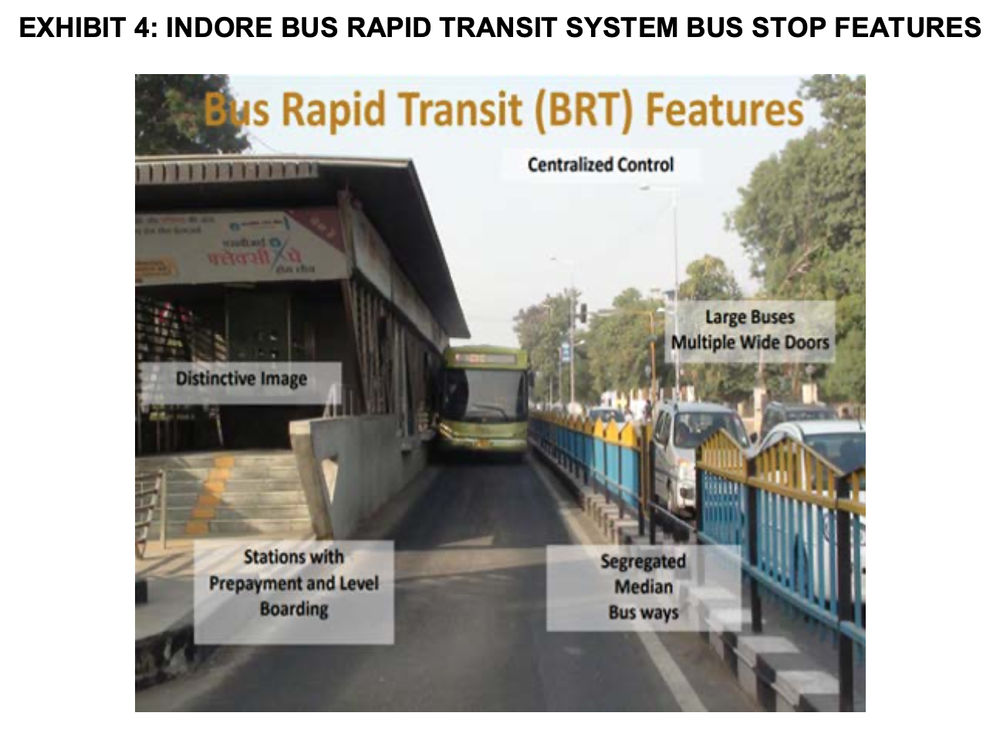 EXHIBIT 4: INDORE BUS RAPID TRANSIT SYSTEM BUS STOP FEATURES
Bus Rapid Transit (BRT) Features
Centralized Control
फ्लेक्सी पे
Large Buses
Multiple Wide Doors
Distinctive Image
Stations with
Prepayment and Level
Boarding
Segregated
Median
Bus ways